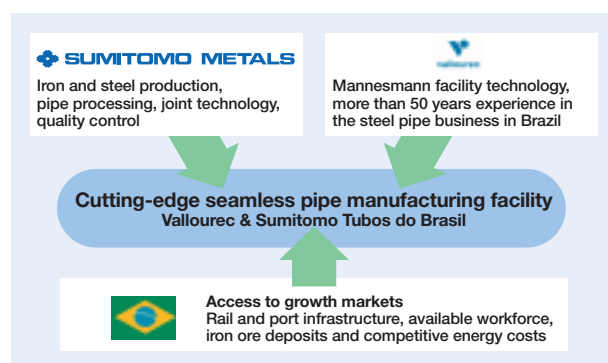 SUMITOMO METALS
Iron and steel production,
pipe processing, joint technology,
quality control
vallourec
Mannesmann facility technology,
more than 50 years experience in
the steel pipe business in Brazil
Cutting-edge seamless pipe manufacturing facility
Vallourec & Sumitomo Tubos do Brasil
Access to growth markets
Rail and port infrastructure, available workforce,
iron ore deposits and competitive energy costs